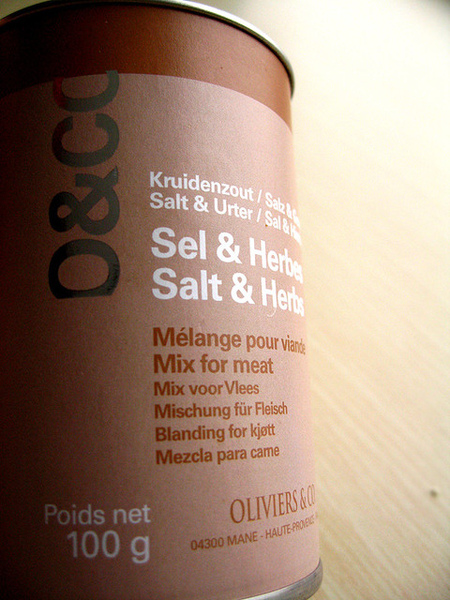 D&CO
Kruidenzout / Salz &
Salt & Urter / Sal &
Sel & Herbes
Salt & Herbs
Mélange pour viande
Mix for meat
Mix voor Vlees
Mischung für Fleisch
Blanding for kjøtt
Mezcla para carne
Poids net
100 g
OLIVIERS & CO
04300 MANE - HAUTE-PROVENCE